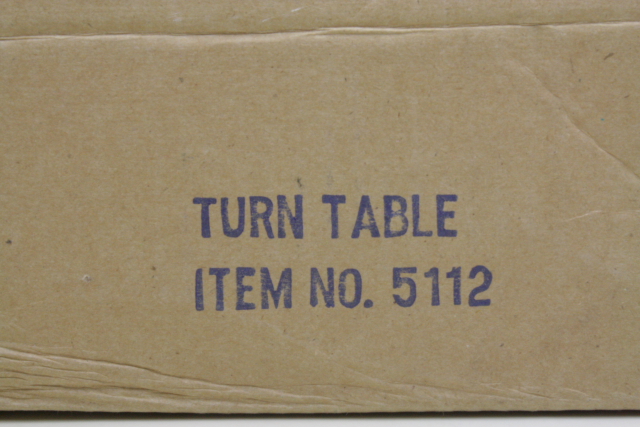 TURN TABLE
ITEM NO. 5112